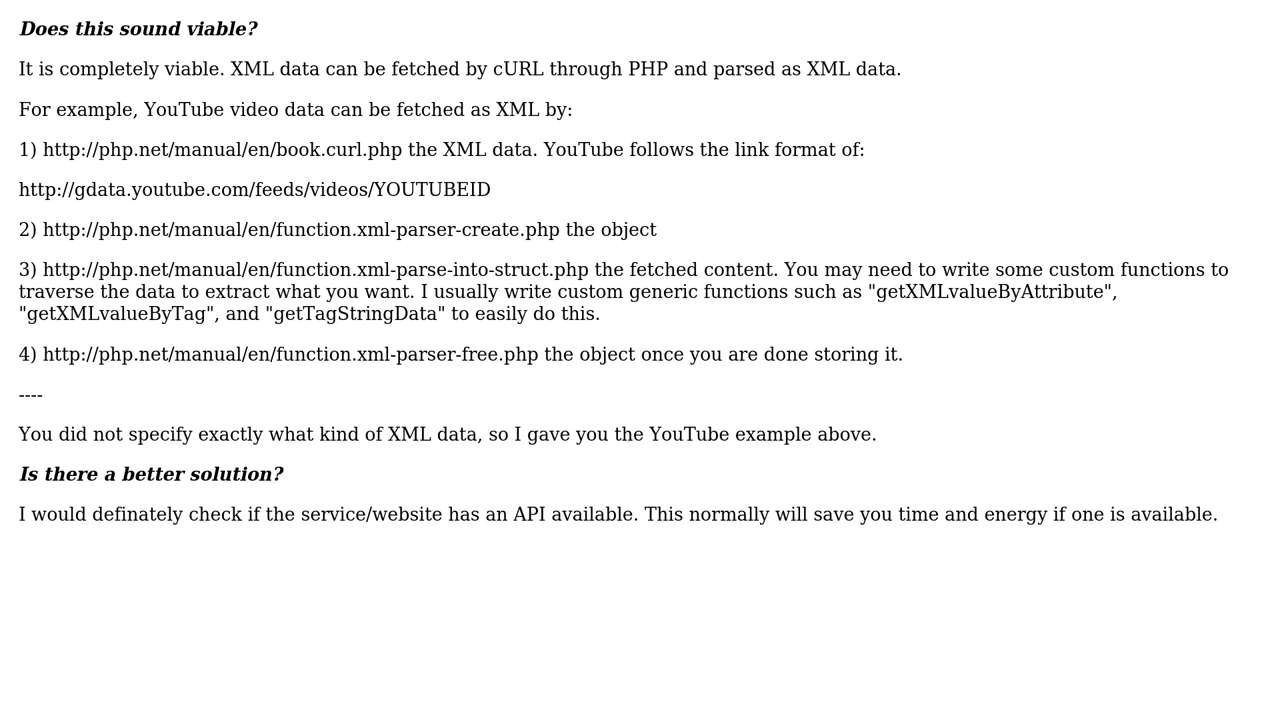 Does this sound viable?
It is completely viable. XML data can be fetched by cURL through PHP and parsed as XML data.
For example, YouTube video data can be fetched as XML by:
1) http://php.net/manual/en/book.curl.php the XML data. YouTube follows the link format of:
http://gdata.youtube.com/feeds/videos/YOUTUBEID
2) http://php.net/manual/en/function.xml-parser-create.php the object
3) http://php.net/manual/en/function.xml-parse-into-struct.php the fetched content. You may need to write some custom functions to
traverse the data to extract what you want. I usually write custom generic functions such as "getXMLvalueByAttribute",
"getXMLvalueByTag", and "getTagStringData" to easily do this.
4) http://php.net/manual/en/function.xml-parser-free.php the object once you are done storing it.
----
You did not specify exactly what kind of XML data, so I gave you the YouTube example above.
Is there a better solution?
I would definately check if the service/website has an API available. This normally will save you time and energy if one is available.